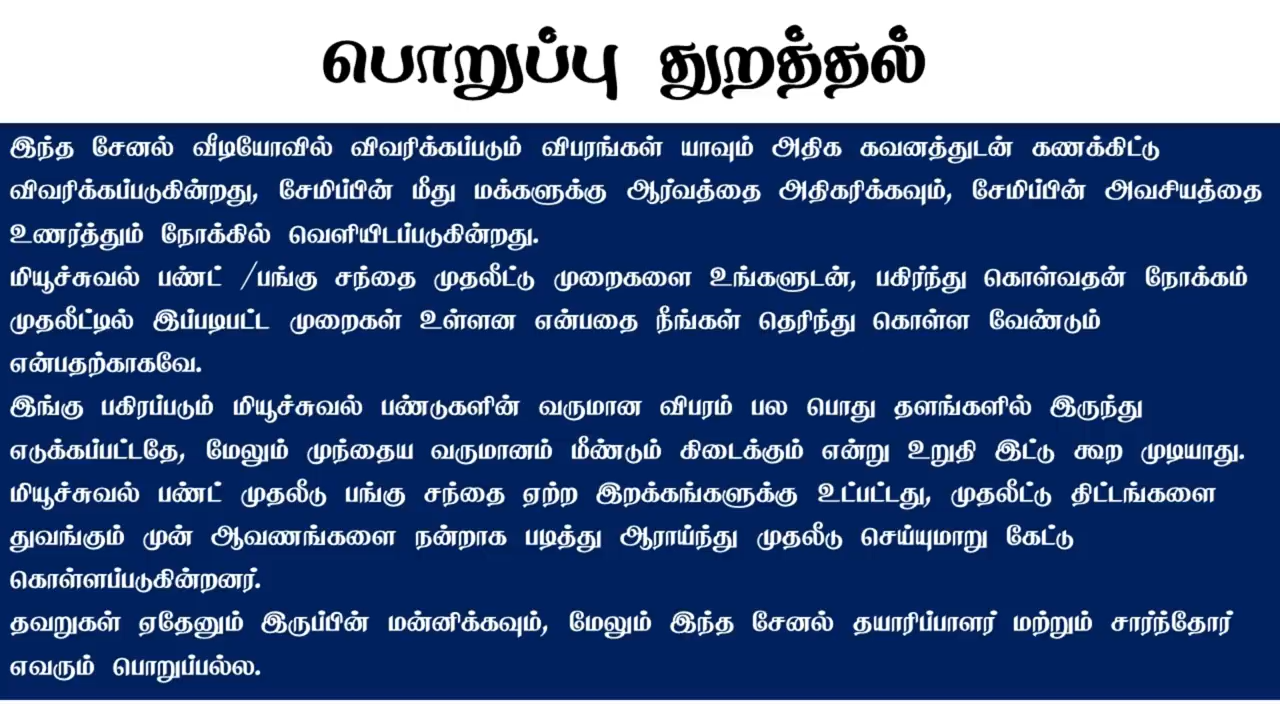 பொறுப்பு துறத்தல்
இந்த சேனல் வீடியோவில் விவரிக்கப்படும் விபரங்கள் யாவும் அதிக கவனத்துடன் கணக்கிட்டு
விவரிக்கப்படுகின்றது, சேமிப்பின் மீது மக்களுக்கு ஆர்வத்தை அதிகரிக்கவும், சேமிப்பின் அவசியத்தை
உணர்த்தும் நோக்கில் வெளியிடப்படுகின்றது.
மியூச்சுவல் பண்ட் /பங்கு சந்தை முதலீட்டு முறைகளை உங்களுடன், பகிர்ந்து கொள்வதன் நோக்கம்
முதலீட்டில் இப்படிபட்ட முறைகள் உள்ளன என்பதை நீங்கள் தெரிந்து கொள்ள வேண்டும்
என்பதற்காகவே.
இங்கு பகிரப்படும் மியூச்சுவல் பண்டுகளின் வருமான விபரம் பல பொது தளங்களில் இருந்து
எடுக்கப்பட்டதே, மேலும் முந்தைய வருமானம் மீண்டும் கிடைக்கும் என்று உறுதி இட்டு கூற முடியாது.
மியூச்சுவல் பண்ட் முதலீடு பங்கு சந்தை ஏற்ற இறக்கங்களுக்கு உட்பட்டது, முதலீட்டு திட்டங்களை
துவங்கும் முன் ஆவணங்களை நன்றாக படித்து ஆராய்ந்து முதலீடு செய்யுமாறு கேட்டு
கொள்ளப்படுகின்றனர்.
தவறுகள் ஏதேனும் இருப்பின் மன்னிக்கவும், மேலும் இந்த சேனல் தயாரிப்பாளர் மற்றும் சார்ந்தோர்
எவரும் பொறுப்பல்ல.